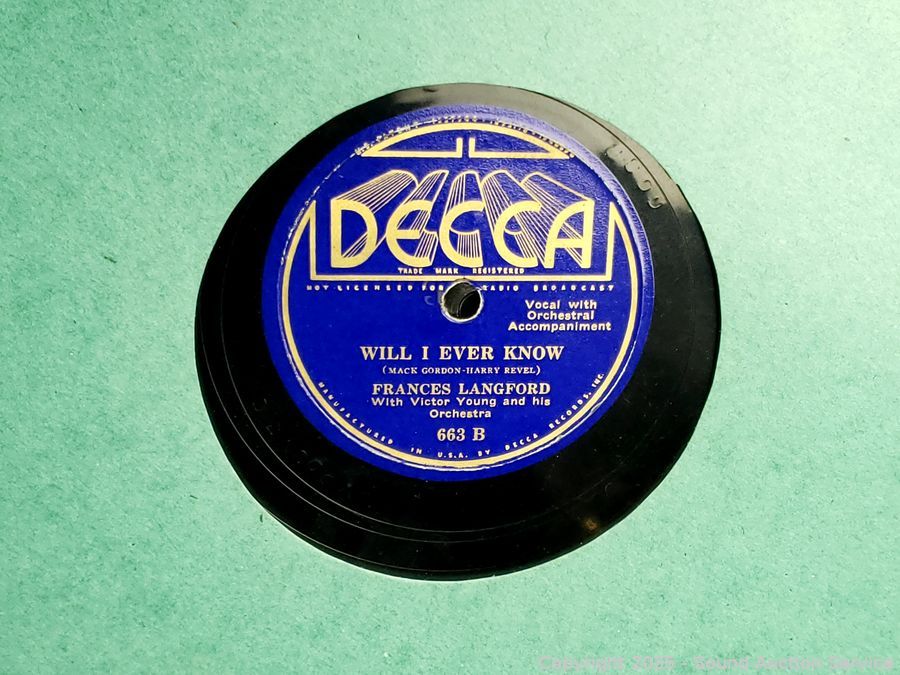 DECCA
TRADE MARK REGISTERED
NOT LICENSED FOR RADIO BROADCAST
Vocal with
Orchestral
Accompaniment
WILL I EVER KNOW
(MACK GORDON-HARRY REVEL)
FRANCES LANGFORD
With Victor Young and his
Orchestra
663 B
MANUFACTURED IN U.S.A. BY DECCA RECORDS, INC.
Sound Auction Service